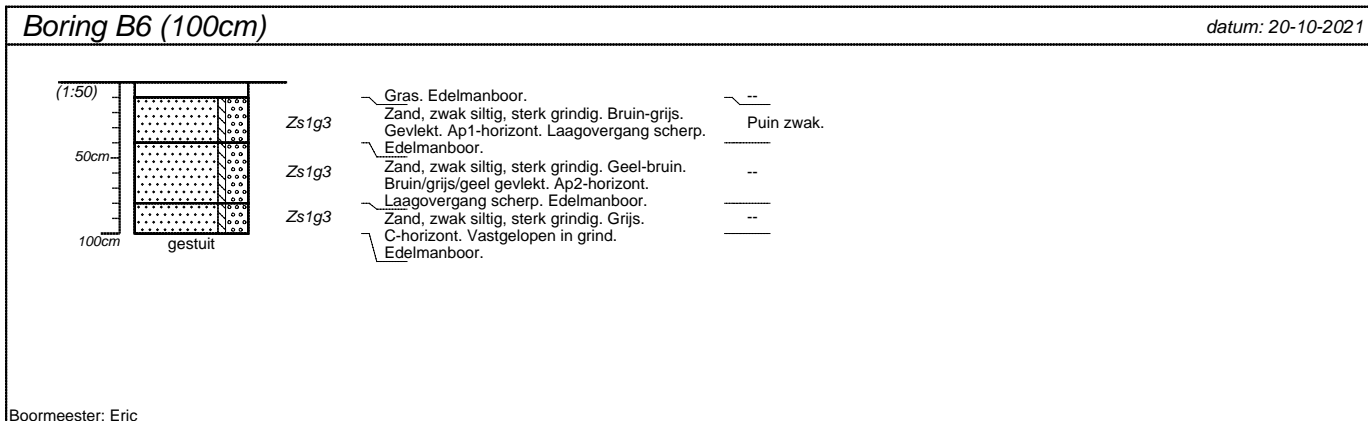 Boring B6 (100cm)
datum: 20-10-2021
(1:50)
50cm
100cm
gestuit
Zs1g3
Zs1g3
Zs1g3
Gras. Edelmanboor.
Zand, zwak siltig, sterk grindig. Bruin-grijs.
Gevlekt. Ap1-horizont. Laagovergang scherp.
Edelmanboor.
Zand, zwak siltig, sterk grindig. Geel-bruin.
Bruin/grijs/geel gevlekt. Ap2-horizont.
Laagovergang scherp. Edelmanboor.
Zand, zwak siltig, sterk grindig. Grijs.
C-horizont. Vastgelopen in grind.
Edelmanboor.
--
Puin zwak.
--
--
Boormeester: Eric